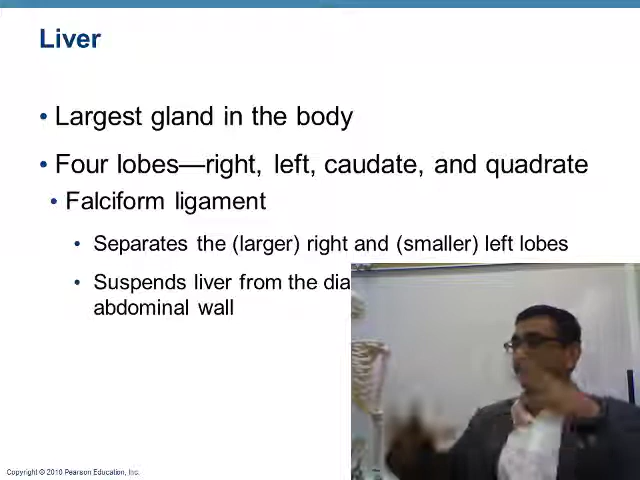 Liver
• Largest gland in the body
• Four lobes—right, left, caudate, and quadrate
• Falciform ligament
• Separates the (larger) right and (smaller) left lobes
• Suspends liver from the dia
abdominal wall
Copyright © 2010 Pearson Education, Inc.